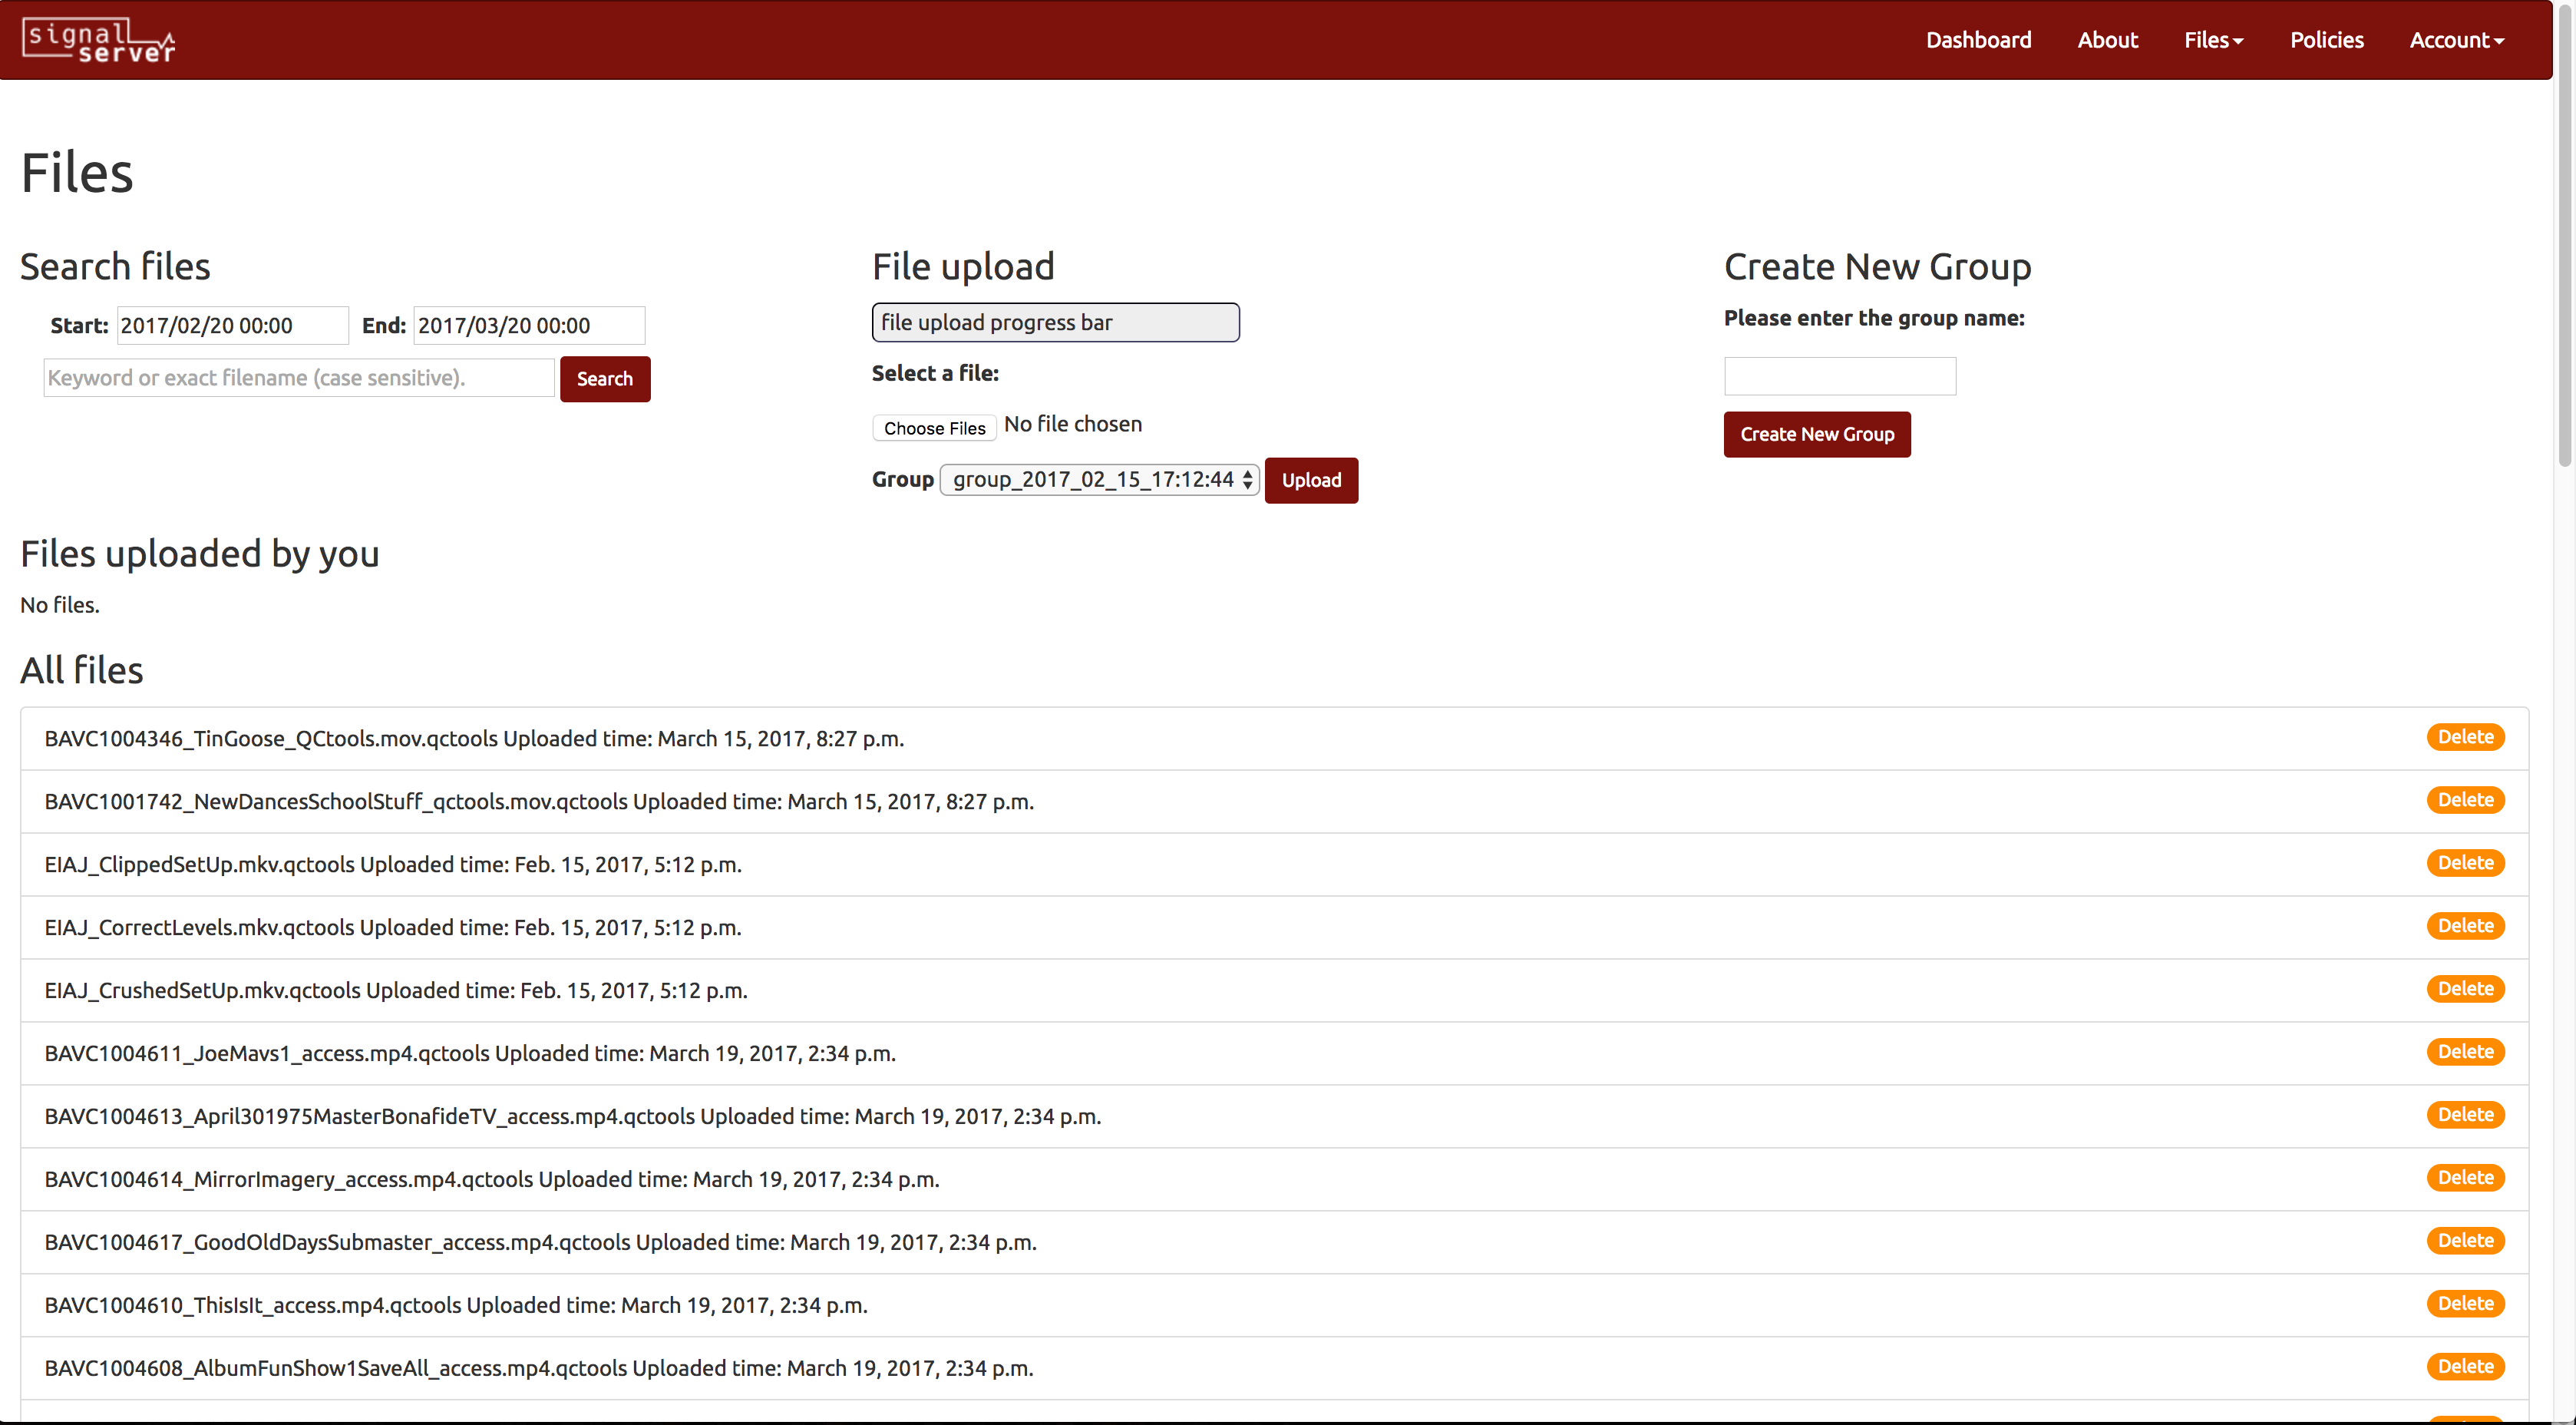 signal
server
Dashboard About Files Policies Account
Files
Search files
Start: 2017/02/20 00:00 End: 2017/03/20 00:00
Keyword or exact filename (case sensitive). Search
File upload
file upload progress bar
Select a file:
Choose Files No file chosen
Group group_2017_02_15_17:12:44 Upload
Create New Group
Please enter the group name:
Create New Group
Files uploaded by you
No files.
All files
BAVC1004346_TinGoose_QCtools.mov.qctools Uploaded time: March 15, 2017, 8:27 p.m. Delete
BAVC1001742_NewDancesSchoolStuff_qctools.mov.qctools Uploaded time: March 15, 2017, 8:27 p.m. Delete
EIAJ_ClippedSetUp.mkv.qctools Uploaded time: Feb. 15, 2017, 5:12 p.m. Delete
EIAJ_CorrectLevels.mkv.qctools Uploaded time: Feb. 15, 2017, 5:12 p.m. Delete
EIAJ_CrushedSetUp.mkv.qctools Uploaded time: Feb. 15, 2017, 5:12 p.m. Delete
BAVC1004611_JoeMavs1_access.mp4.qctools Uploaded time: March 19, 2017, 2:34 p.m. Delete
BAVC1004613_April301975MasterBonafideTV_access.mp4.qctools Uploaded time: March 19, 2017, 2:34 p.m. Delete
BAVC1004614_MirrorImagery_access.mp4.qctools Uploaded time: March 19, 2017, 2:34 p.m. Delete
BAVC1004617_GoodOldDaysSubmaster_access.mp4.qctools Uploaded time: March 19, 2017, 2:34 p.m. Delete
BAVC1004610_ThisIsIt_access.mp4.qctools Uploaded time: March 19, 2017, 2:34 p.m. Delete
BAVC1004608_AlbumFunShow1SaveAll_access.mp4.qctools Uploaded time: March 19, 2017, 2:34 p.m. Delete